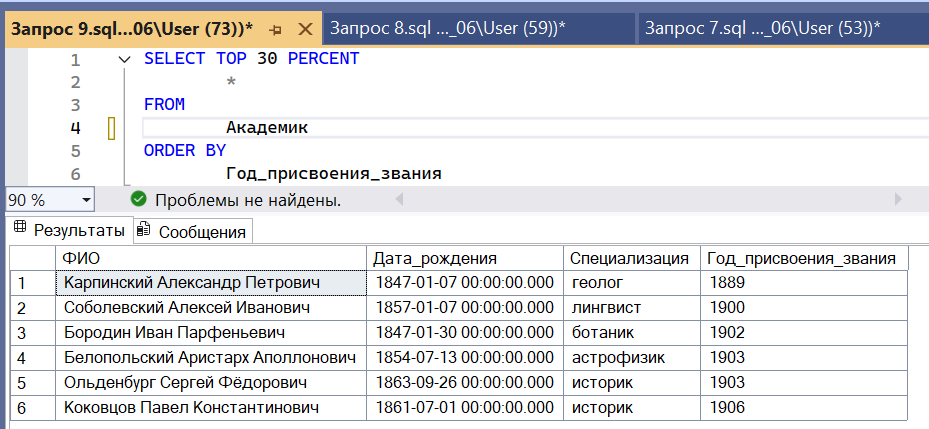 Запрос 9.sql...06\User (73))* Запрос 8.sql ..._06\User (59))* Запрос 7.sql ..._06\User (53))*
1 SELECT TOP 30 PERCENT
2 *
3 FROM
4 Академик
5 ORDER BY
6 Год_присвоения_звания
90 % Проблемы не найдены.
Результаты Сообщения
ФИО Дата_рождения Специализация Год_присвоения_звания
1 Карпинский Александр Петрович 1847-01-07 00:00:00.000 геолог 1889
2 Соболевский Алексей Иванович 1857-01-07 00:00:00.000 лингвист 1900
3 Бородин Иван Парфеньевич 1847-01-30 00:00:00.000 ботаник 1902
4 Белопольский Аристарх Аполлонович 1854-07-13 00:00:00.000 астрофизик 1903
5 Ольденбург Сергей Фёдорович 1863-09-26 00:00:00.000 историк 1903
6 Коковцов Павел Константинович 1861-07-01 00:00:00.000 историк 1906